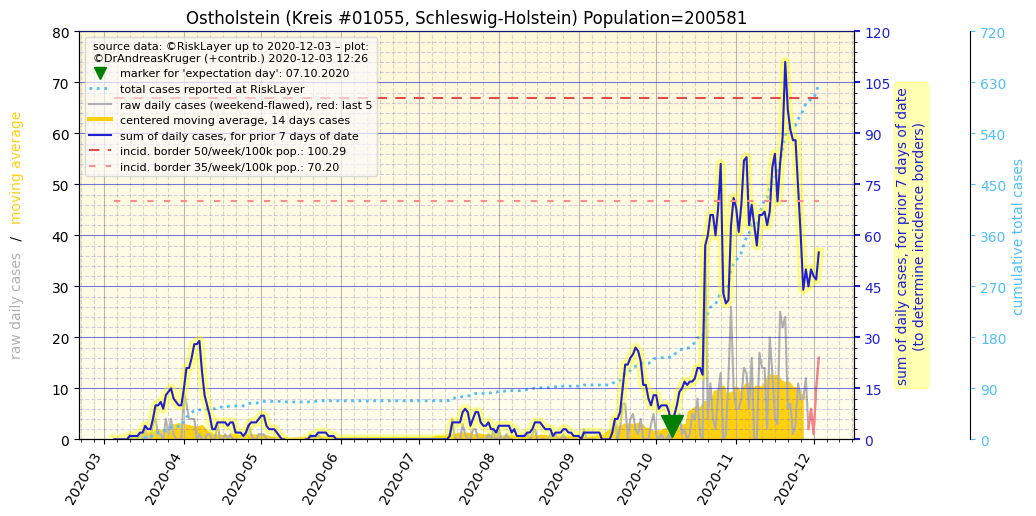 Ostholstein (Kreis #01055, Schleswig-Holstein) Population=200581
source data: ©RiskLayer up to 2020-12-03 – plot:
©DrAndreasKruger (+contrib.) 2020-12-03 12:26
marker for 'expectation day': 07.10.2020
total cases reported at RiskLayer
raw daily cases (weekend-flawed), red: last 5
centered moving average, 14 days cases
sum of daily cases, for prior 7 days of date
incid. border 50/week/100k pop.: 100.29
incid. border 35/week/100k pop.: 70.20
raw daily cases / moving average
80
70
60
50
40
30
20
10
0
2020-03
2020-04
2020-05
2020-06
2020-07
2020-08
2020-09
2020-10
2020-11
2020-12
120
105
90
75
60
45
30
15
0
sum of daily cases, for prior 7 days of date
(to determine incidence borders)
720
630
540
450
360
270
180
90
0
cumulative total cases